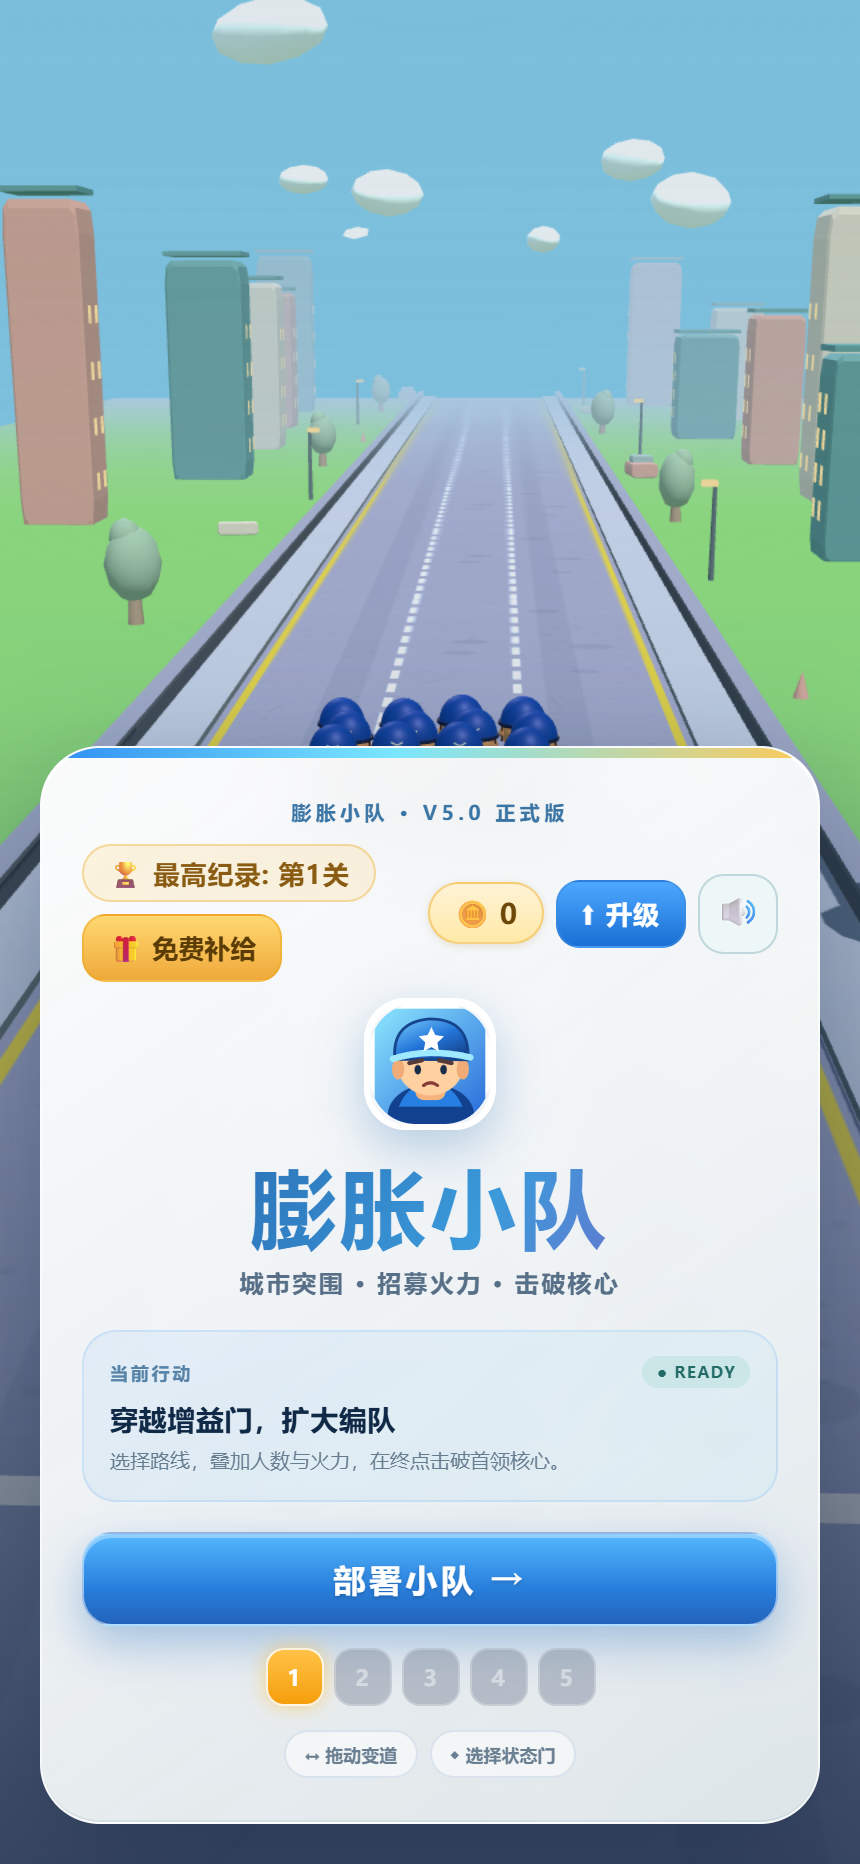 膨胀小队 • V5.0 正式版
最高纪录: 第1关
免费补给
0
升级
膨胀小队
城市突围 • 招募火力 • 击破核心
当前行动
• READY
穿越增益门，扩大编队
选择路线，叠加人数与火力，在终点击破首领核心。
部署小队 →
1 2 3 4 5
↔ 拖动变道
◆ 选择状态门